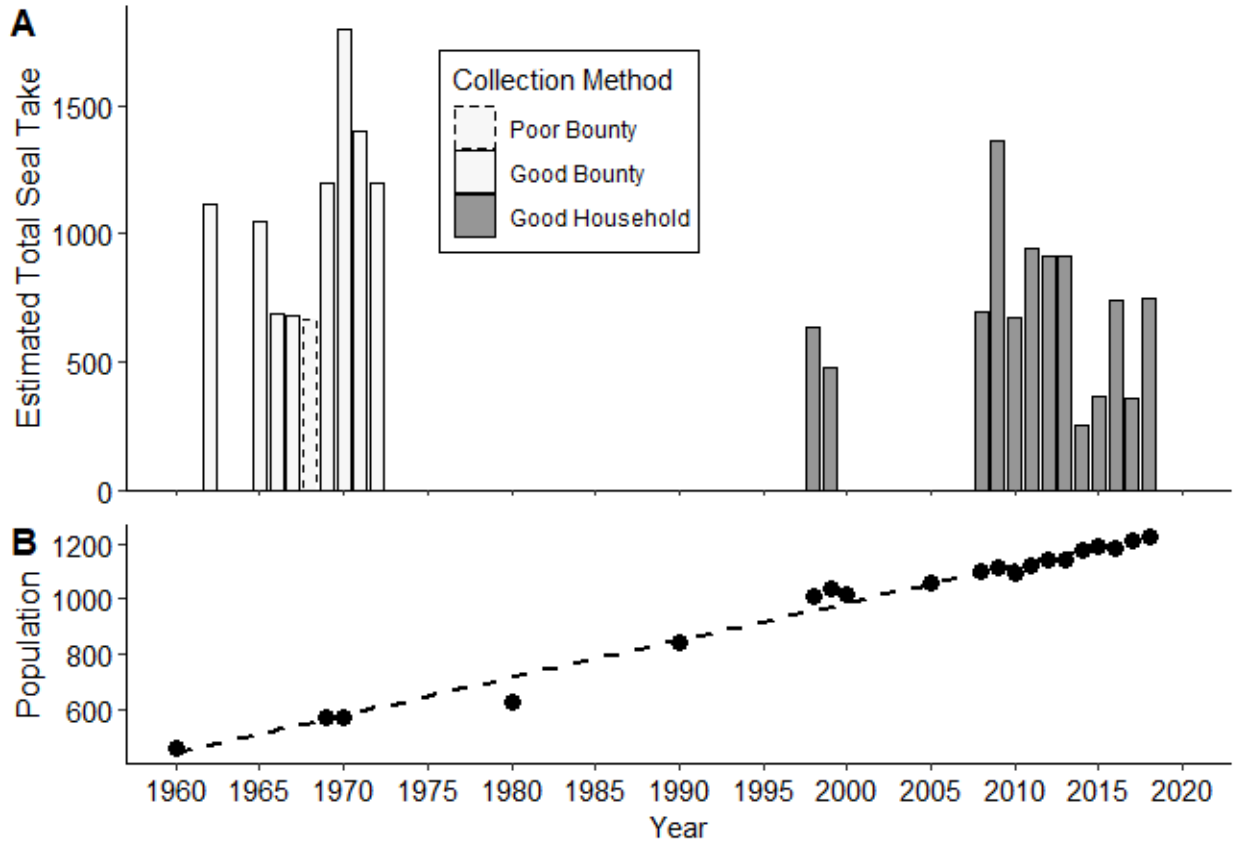 A
Estimated Total Seal Take
1500
1000
500
0
Collection Method
Poor Bounty
Good Bounty
Good Household
1960 1965 1970 1975 1980 1985 1990 1995 2000 2005 2010 2015 2020
B
Population
1200
1000
800
600
Year